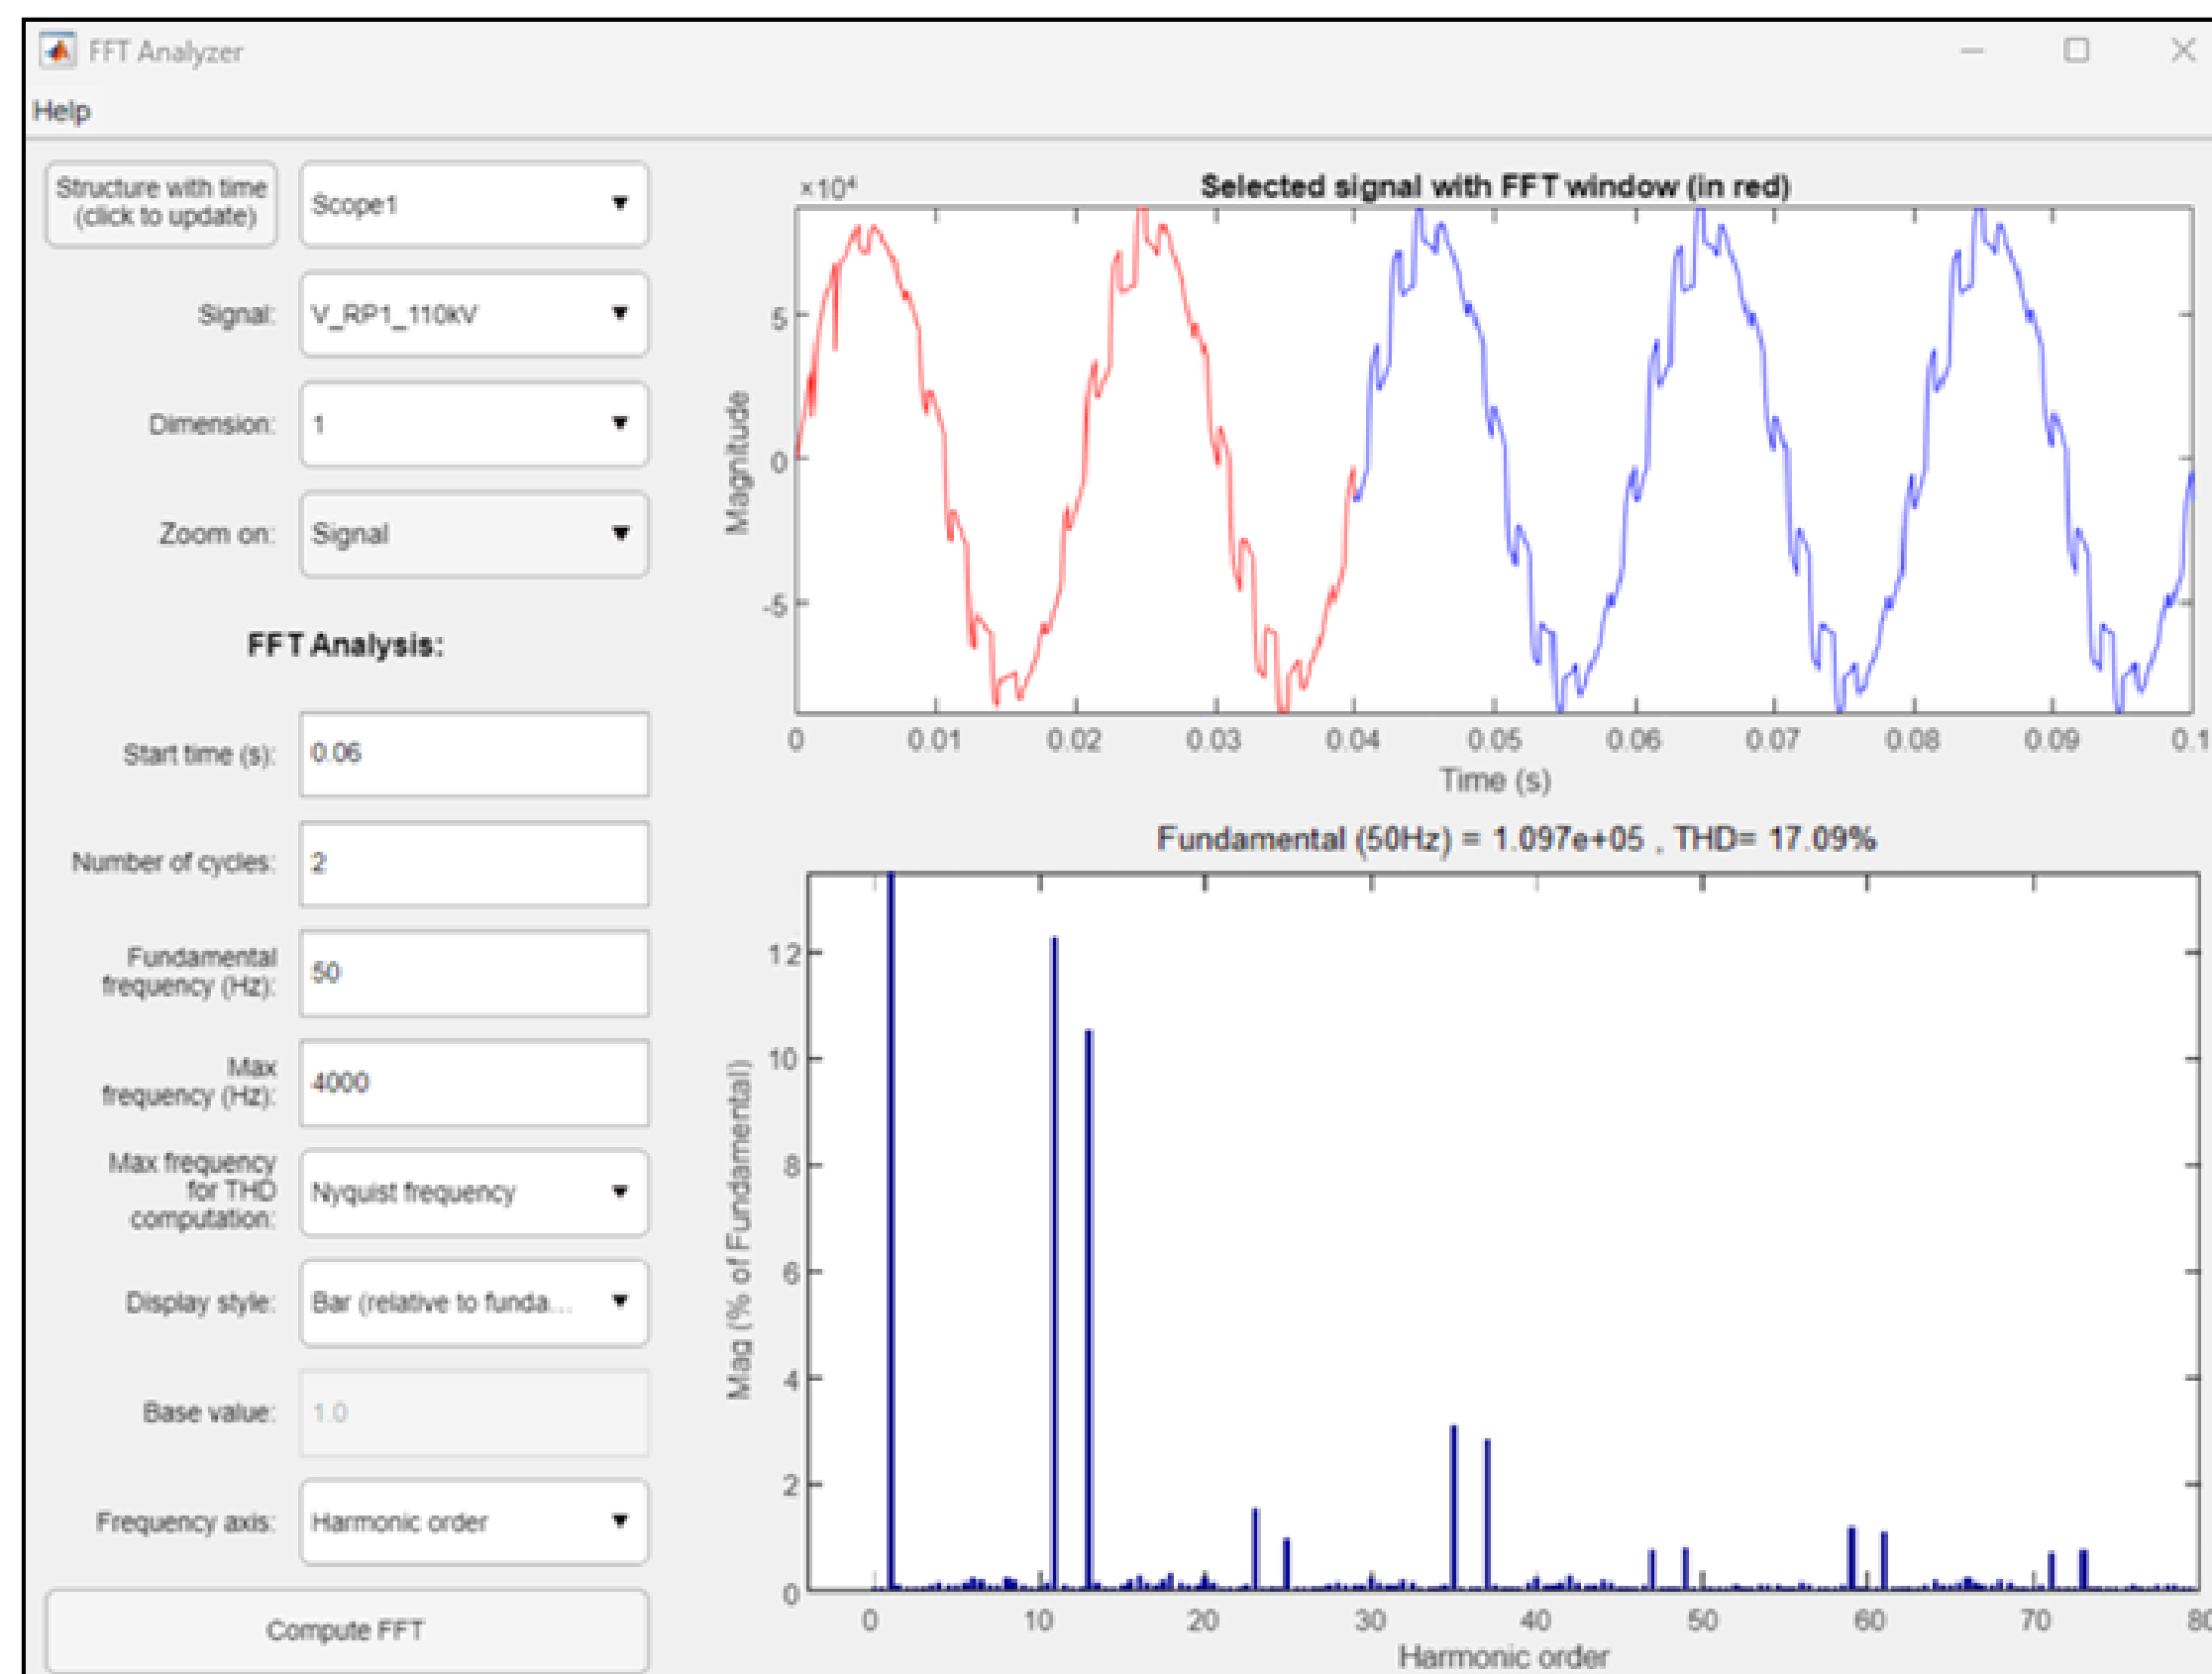 FFT Analyzer
Help
Structure with time
(click to update)
Scope1
Signal:
V_RP1_110kV
Dimension:
1
Zoom on:
Signal
FFT Analysis:
Start time (s):
0.06
Number of cycles:
2
Fundamental
frequency (Hz):
50
Max
frequency (Hz):
4000
Max frequency
for THD
computation:
Nyquist frequency
Display style:
Bar (relative to funda...
Base value:
1.0
Frequency axis:
Harmonic order
Compute FFT
×10⁴
Selected signal with FFT window (in red)
5
0
-5
Magnitude
0 0.01 0.02 0.03 0.04 0.05 0.06 0.07 0.08 0.09 0.1
Time (s)
Fundamental (50Hz) = 1.097e+05 , THD= 17.09%
12
10
8
6
4
2
0
Mag (% of Fundamental)
0 10 20 30 40 50 60 70 80
Harmonic order